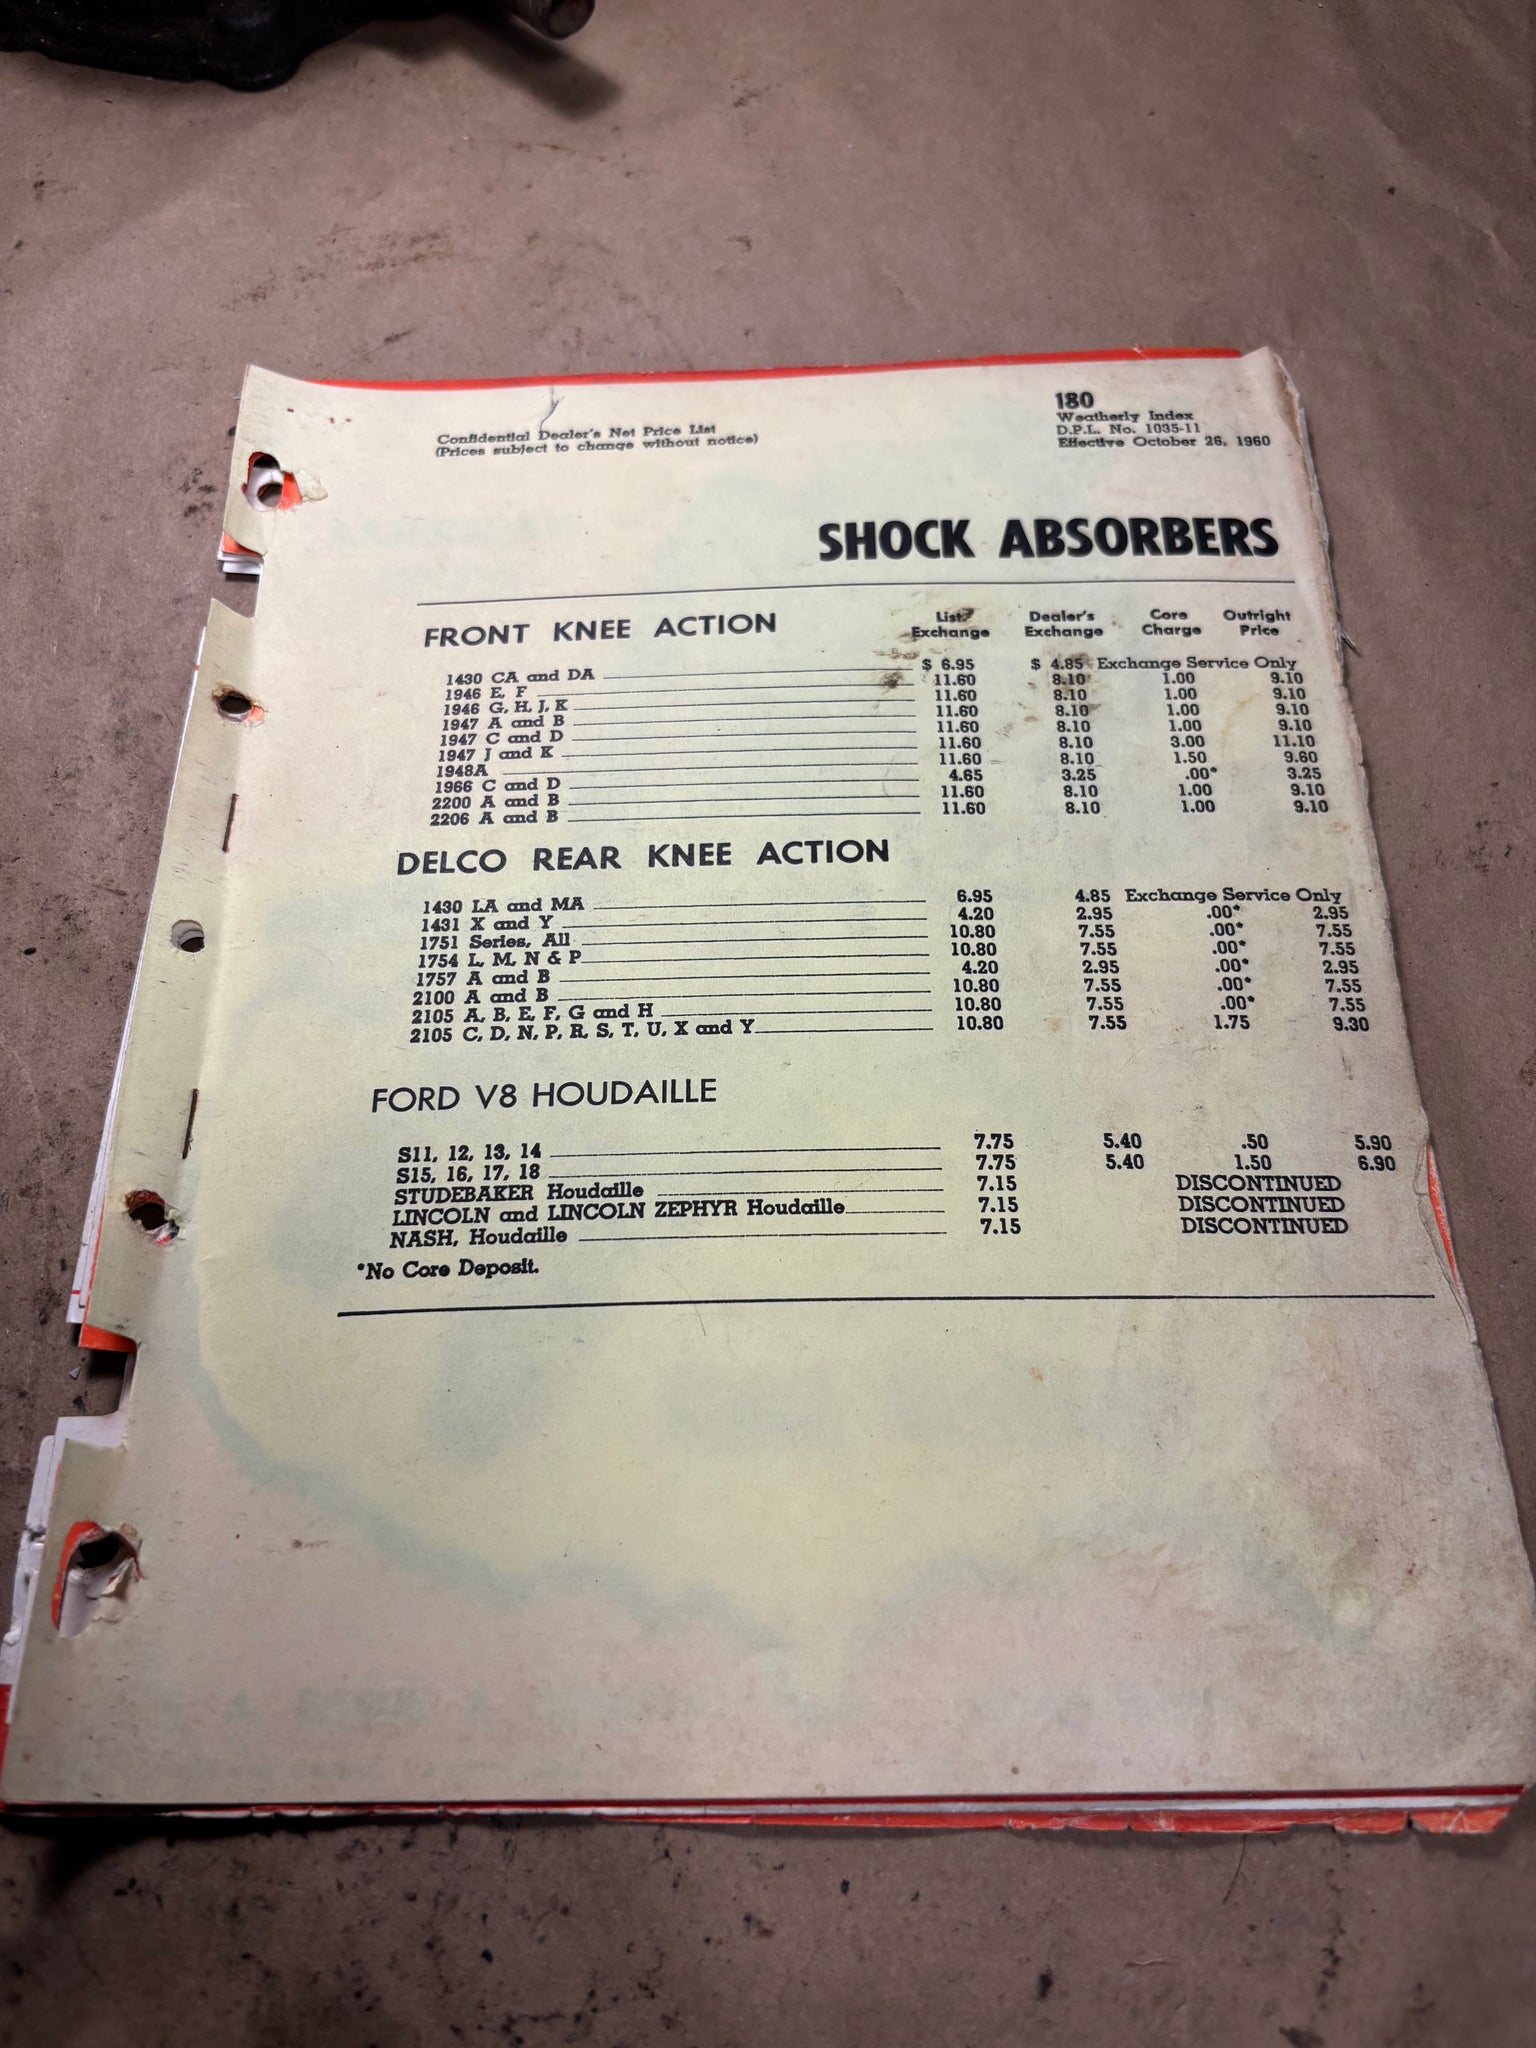 Confidential Dealer's Net Price List
(Prices subject to change without notice)
180
Weatherly Index
D.P.L. No. 1035-11
Effective October 26, 1960
SHOCK ABSORBERS
FRONT KNEE ACTION List Exchange Dealer's Exchange Core Charge Outright Price
1430 CA and DA $ 6.95 $ 4.85 Exchange Service Only
1946 E, F 11.60 8.10 1.00 9.10
1946 G, H, J, K 11.60 8.10 1.00 9.10
1947 A and B 11.60 8.10 1.00 9.10
1947 C and D 11.60 8.10 1.00 9.10
1947 J and K 11.60 8.10 3.00 11.10
1948A 11.60 8.10 1.50 9.60
1966 C and D 4.65 3.25 .00* 3.25
2200 A and B 11.60 8.10 1.00 9.10
2206 A and B 11.60 8.10 1.00 9.10
DELCO REAR KNEE ACTION
1430 LA and MA 6.95 4.85 Exchange Service Only
1431 X and Y 4.20 2.95 .00* 2.95
1751 Series, All 10.80 7.55 .00* 7.55
1754 L, M, N & P 10.80 7.55 .00* 7.55
1757 A and B 4.20 2.95 .00* 2.95
2100 A and B 10.80 7.55 .00* 7.55
2105 A, B, E, F, G and H 10.80 7.55 .00* 7.55
2105 C, D, N, P, R, S, T, U, X and Y 10.80 7.55 1.75 9.30
FORD V8 HOUDAILLE
S11, 12, 13, 14 7.75 5.40 .50 5.90
S15, 16, 17, 18 7.75 5.40 1.50 6.90
STUDEBAKER Houdaille 7.15 DISCONTINUED
LINCOLN and LINCOLN ZEPHYR Houdaille 7.15 DISCONTINUED
NASH, Houdaille 7.15 DISCONTINUED
*No Core Deposit.